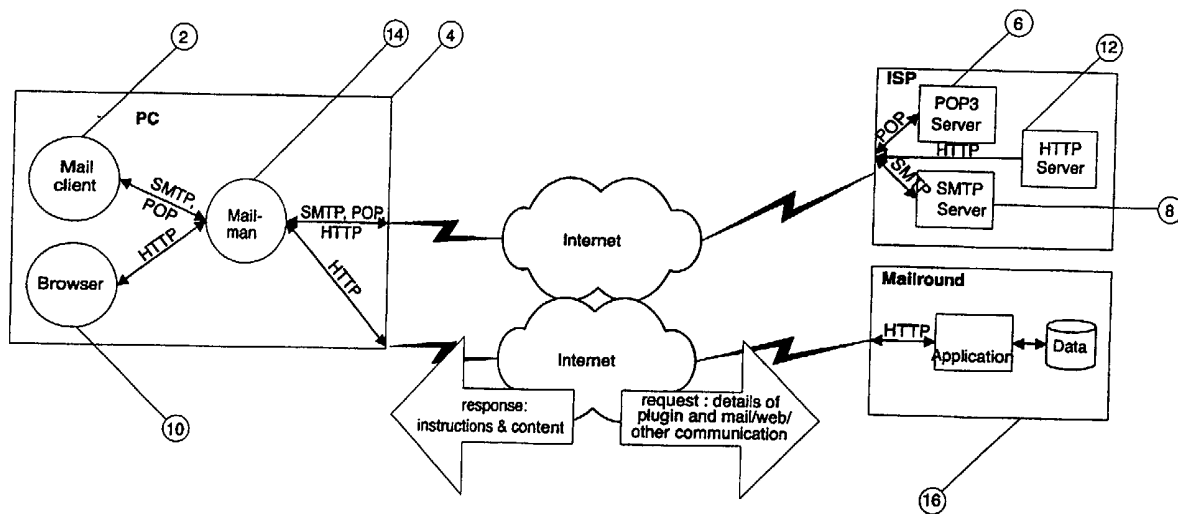 2
14
4
6
12
PC
ISP
POP3
Server
Mail
client
SMTP,
POP
Mail-
man
SMTP, POP,
HTTP
Internet
POP
HTTP
HTTP
Server
SMTP
SMTP
Server
8
Browser
HTTP
HTTP
Mailround
Internet
HTTP
Application
Data
response:
instructions & content
request : details of
plugin and mail/web/
other communication
10
16